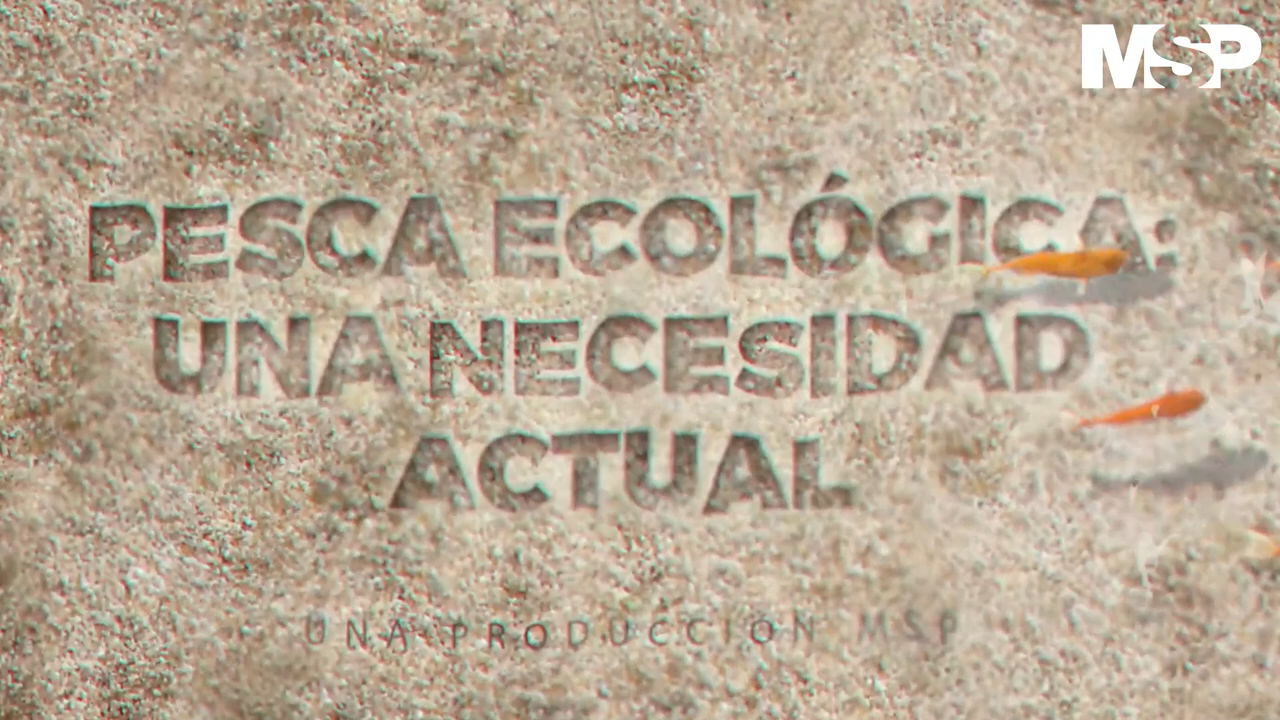 MSP
PESCA ECOLÓGICA:
UNA NECESIDAD
ACTUAL
UNA PRODUCCIÓN MSP